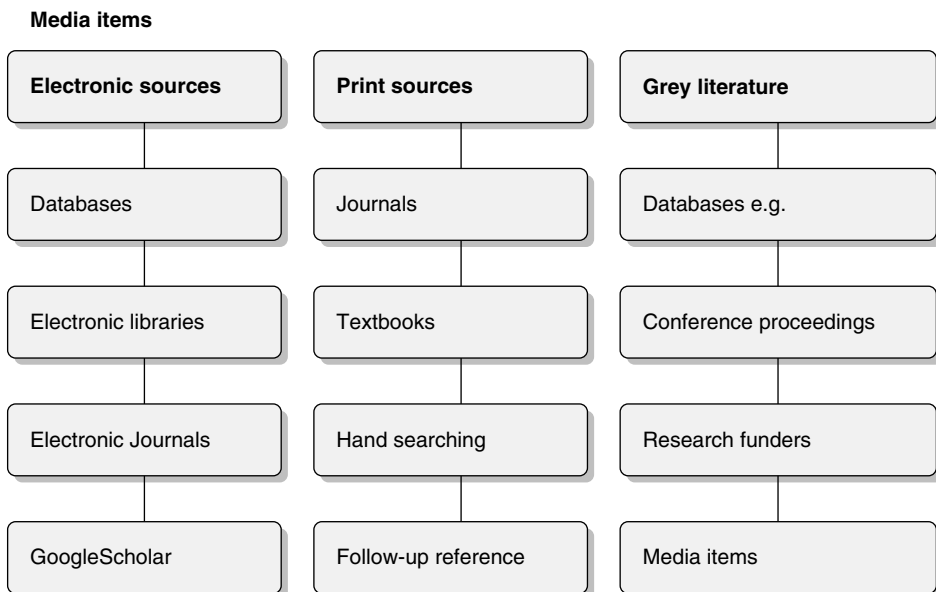 Media items
Electronic sources
Print sources
Grey literature
Databases
Journals
Databases e.g.
Electronic libraries
Textbooks
Conference proceedings
Electronic Journals
Hand searching
Research funders
GoogleScholar
Follow-up reference
Media items